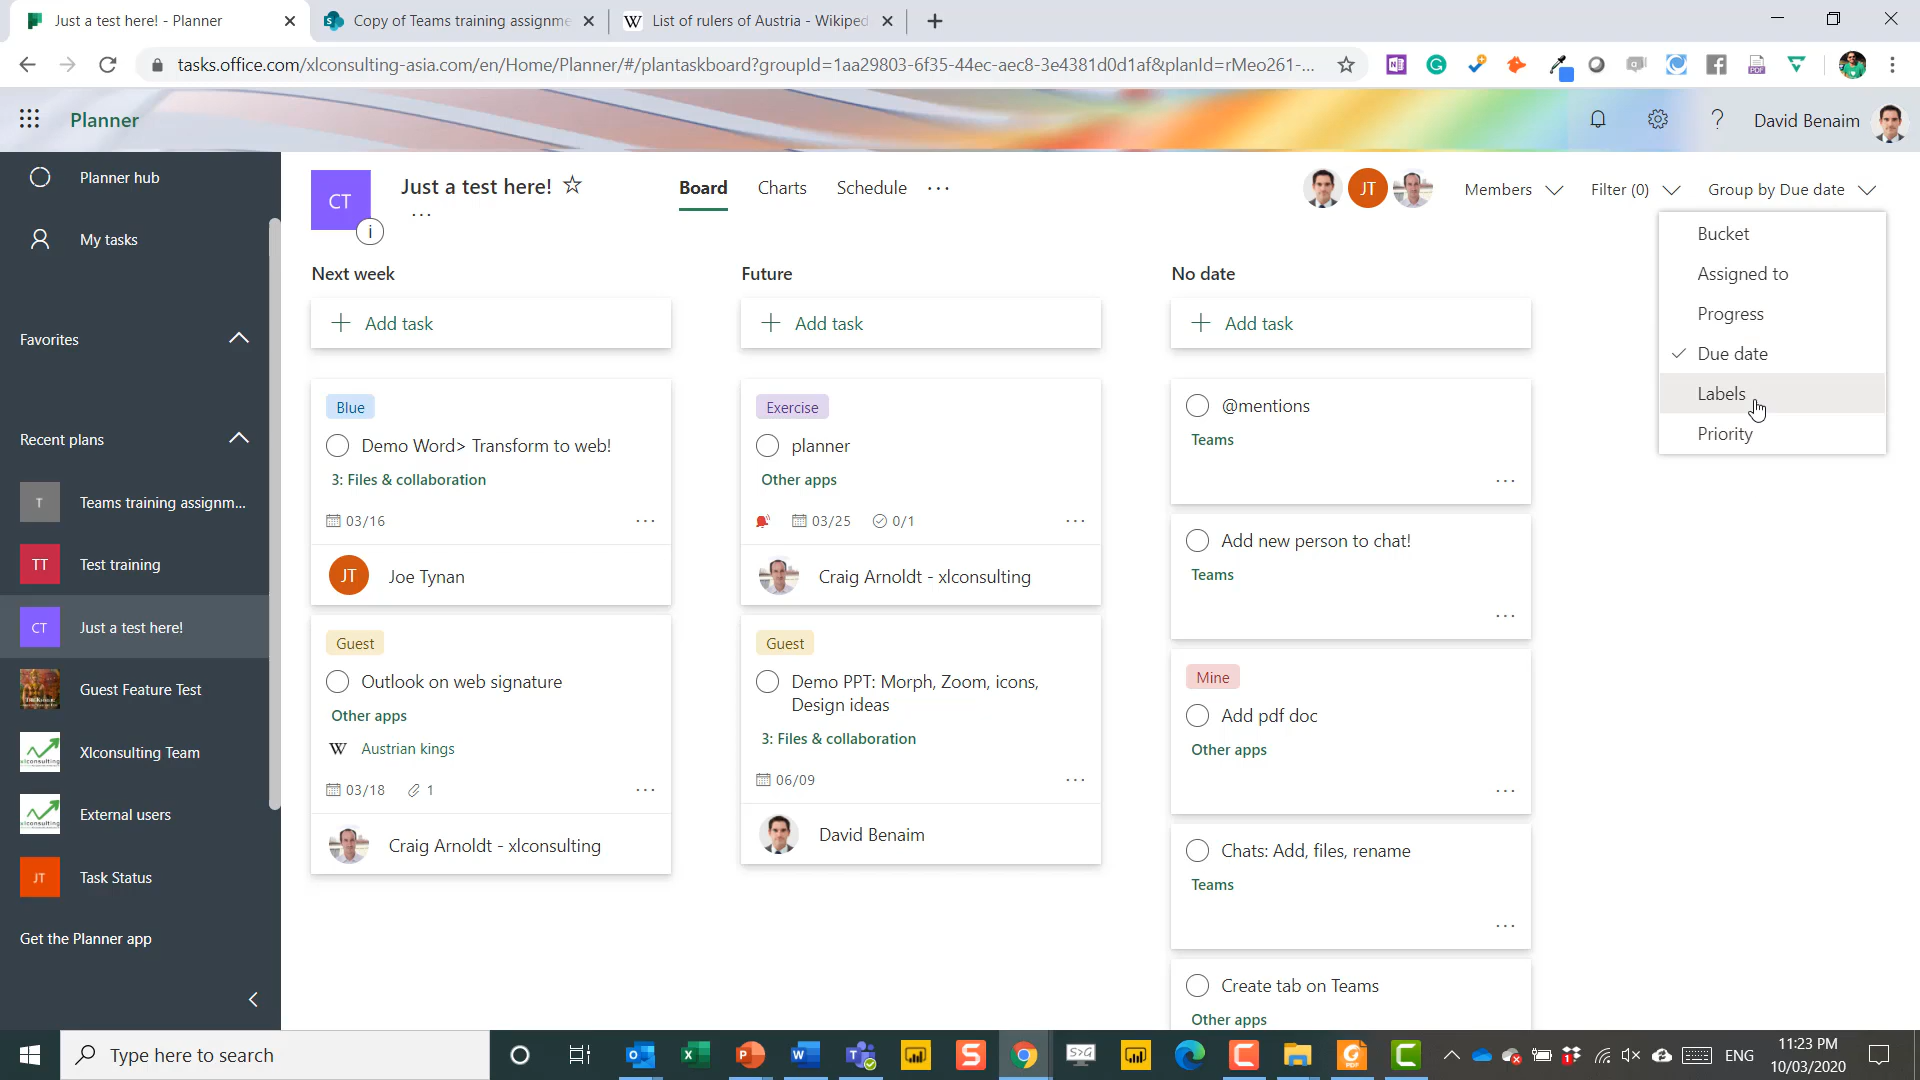 Just a test here! - Planner
Copy of Teams training assignme
W List of rulers of Austria - Wikiped
tasks.office.com/xlconsulting-asia.com/en/Home/Planner/#/plantaskboard?groupId=1aa29803-6f35-44ec-aec8-3e4381d0d1af&planId=rMeo261-...
Planner
David Benaim
Planner hub
My tasks
Favorites
Recent plans
T Teams training assignm...
TT Test training
CT Just a test here!
Guest Feature Test
xlconsulting Xlconsulting Team
xlconsulting External users
JT Task Status
Get the Planner app
CT
Just a test here!
Board
Charts
Schedule
JT
Members
Filter (0)
Group by Due date
Bucket
Assigned to
Progress
Due date
Labels
Priority
Next week
Add task
Blue
Demo Word> Transform to web!
3: Files & collaboration
03/16
JT Joe Tynan
Guest
Outlook on web signature
Other apps
W Austrian kings
03/18 1
Craig Arnoldt - xlconsulting
Future
Add task
Exercise
planner
Other apps
03/25 0/1
Craig Arnoldt - xlconsulting
Guest
Demo PPT: Morph, Zoom, icons,
Design ideas
3: Files & collaboration
06/09
David Benaim
No date
Add task
@mentions
Teams
Add new person to chat!
Teams
Mine
Add pdf doc
Other apps
Chats: Add, files, rename
Teams
Create tab on Teams
Other apps
Type here to search
ENG
11:23 PM
10/03/2020